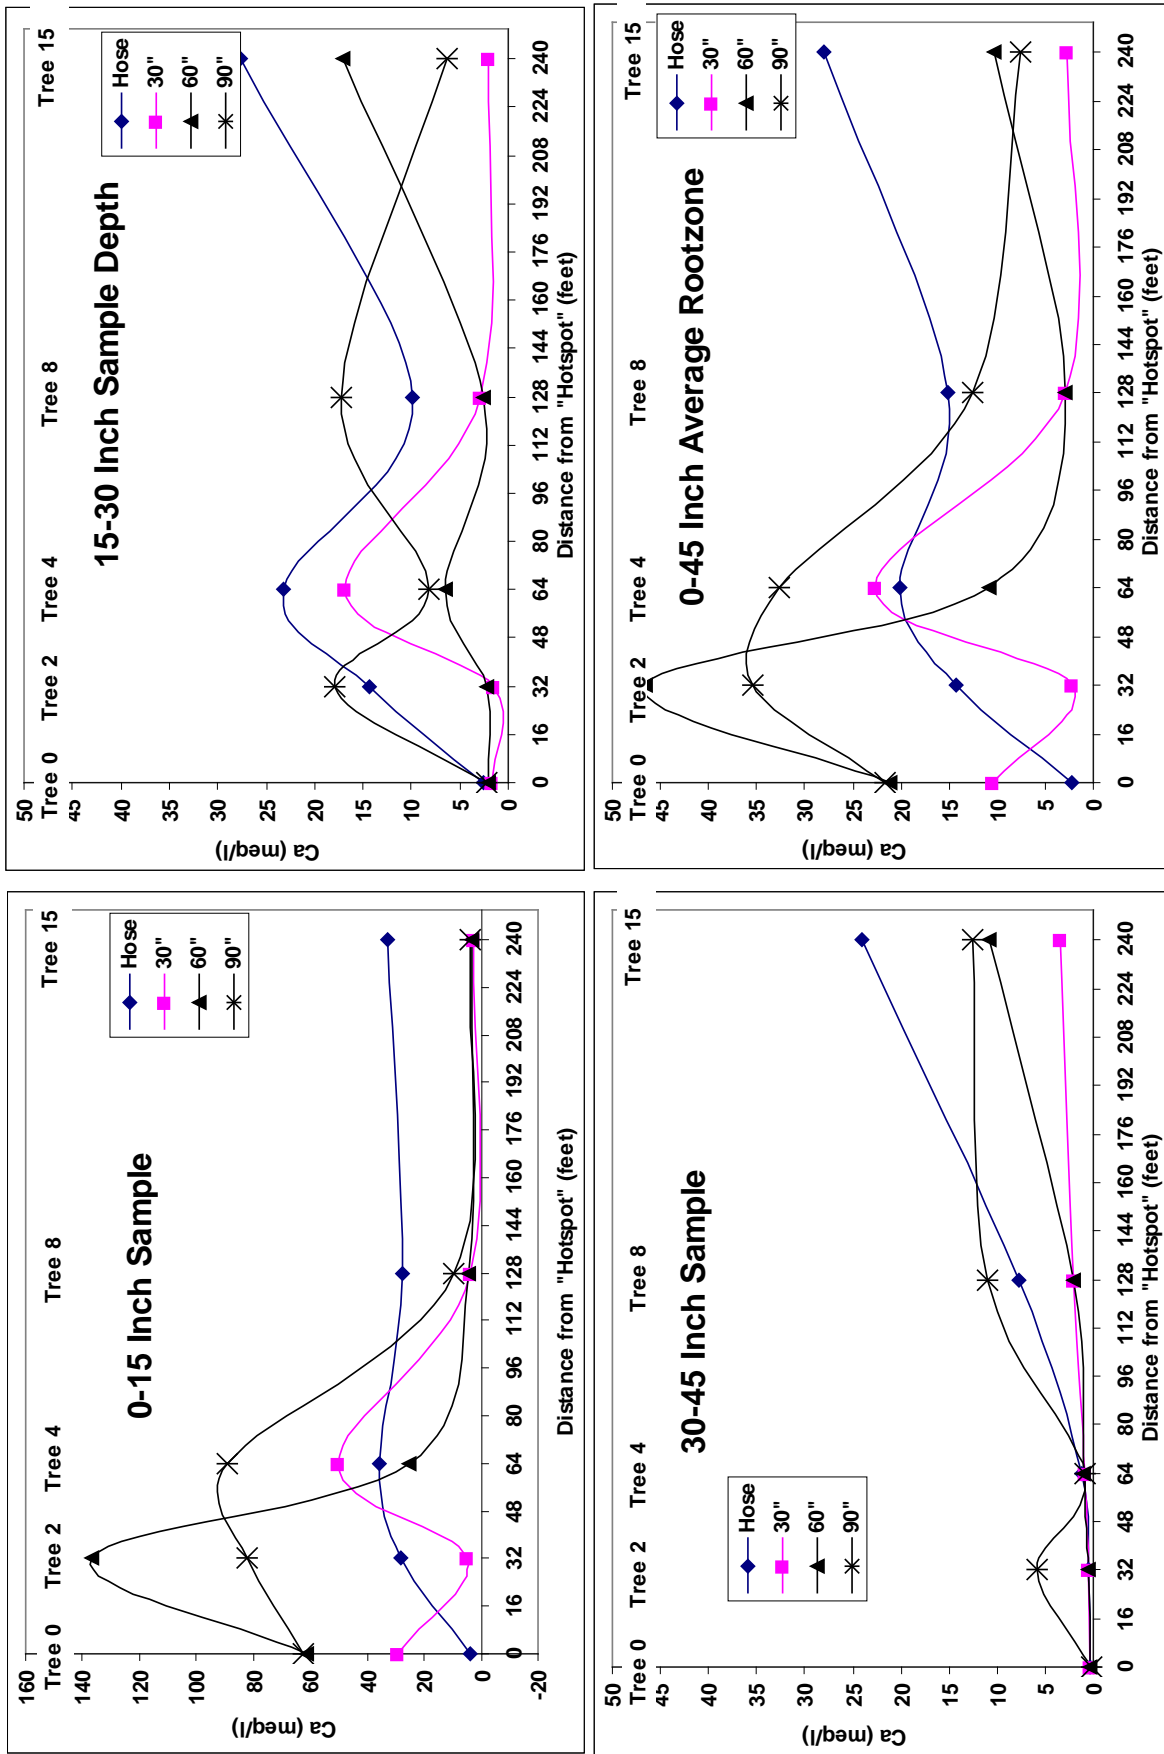 Tree 0 Tree 2 Tree 4 Tree 8 Tree 15
0-15 Inch Sample
Hose
30"
60"
90"
Ca (meq/l)
160
140
120
100
80
60
40
20
0
-20
0 16 32 48 64 80 96 112 128 144 160 176 192 208 224 240
Distance from "Hotspot" (feet)
Tree 0 Tree 2 Tree 4 Tree 8 Tree 15
15-30 Inch Sample Depth
Hose
30"
60"
90"
Ca (meq/l)
50
45
40
35
30
25
20
15
10
5
0
0 16 32 48 64 80 96 112 128 144 160 176 192 208 224 240
Distance from "Hotspot" (feet)
Tree 0 Tree 2 Tree 4 Tree 8 Tree 15
30-45 Inch Sample
Hose
30"
60"
90"
Ca (meq/l)
50
45
40
35
30
25
20
15
10
5
0
0 16 32 48 64 80 96 112 128 144 160 176 192 208 224 240
Distance from "Hotspot" (feet)
Tree 0 Tree 2 Tree 4 Tree 8 Tree 15
0-45 Inch Average Rootzone
Hose
30"
60"
90"
Ca (meq/l)
50
45
40
35
30
25
20
15
10
5
0
0 16 32 48 64 80 96 112 128 144 160 176 192 208 224 240
Distance from "Hotspot" (feet)